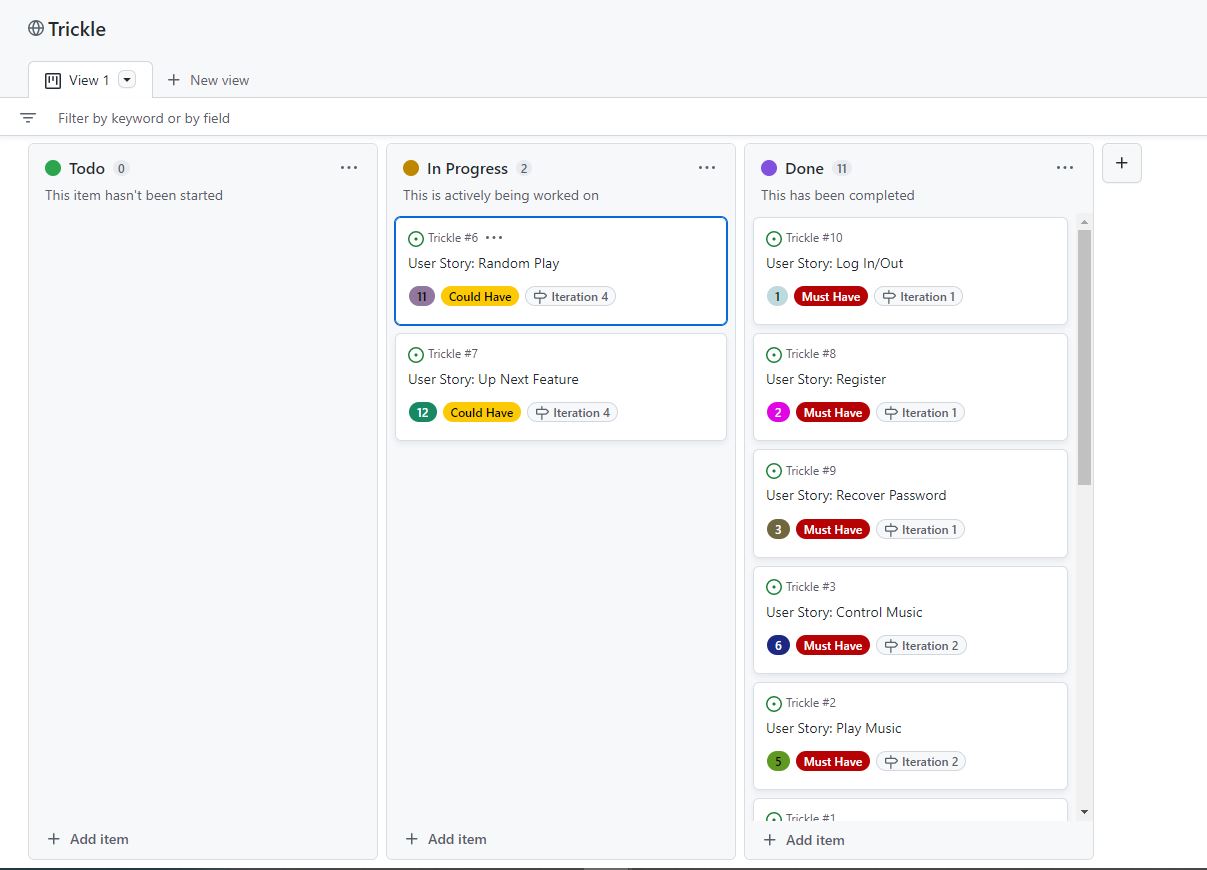 Trickle
View 1
New view
Filter by keyword or by field
Todo 0
This item hasn't been started
Add item
In Progress 2
This is actively being worked on
Trickle #6
User Story: Random Play
11 Could Have Iteration 4
Trickle #7
User Story: Up Next Feature
12 Could Have Iteration 4
Add item
Done 11
This has been completed
Trickle #10
User Story: Log In/Out
1 Must Have Iteration 1
Trickle #8
User Story: Register
2 Must Have Iteration 1
Trickle #9
User Story: Recover Password
3 Must Have Iteration 1
Trickle #3
User Story: Control Music
6 Must Have Iteration 2
Trickle #2
User Story: Play Music
5 Must Have Iteration 2
Trickle #1
Add item